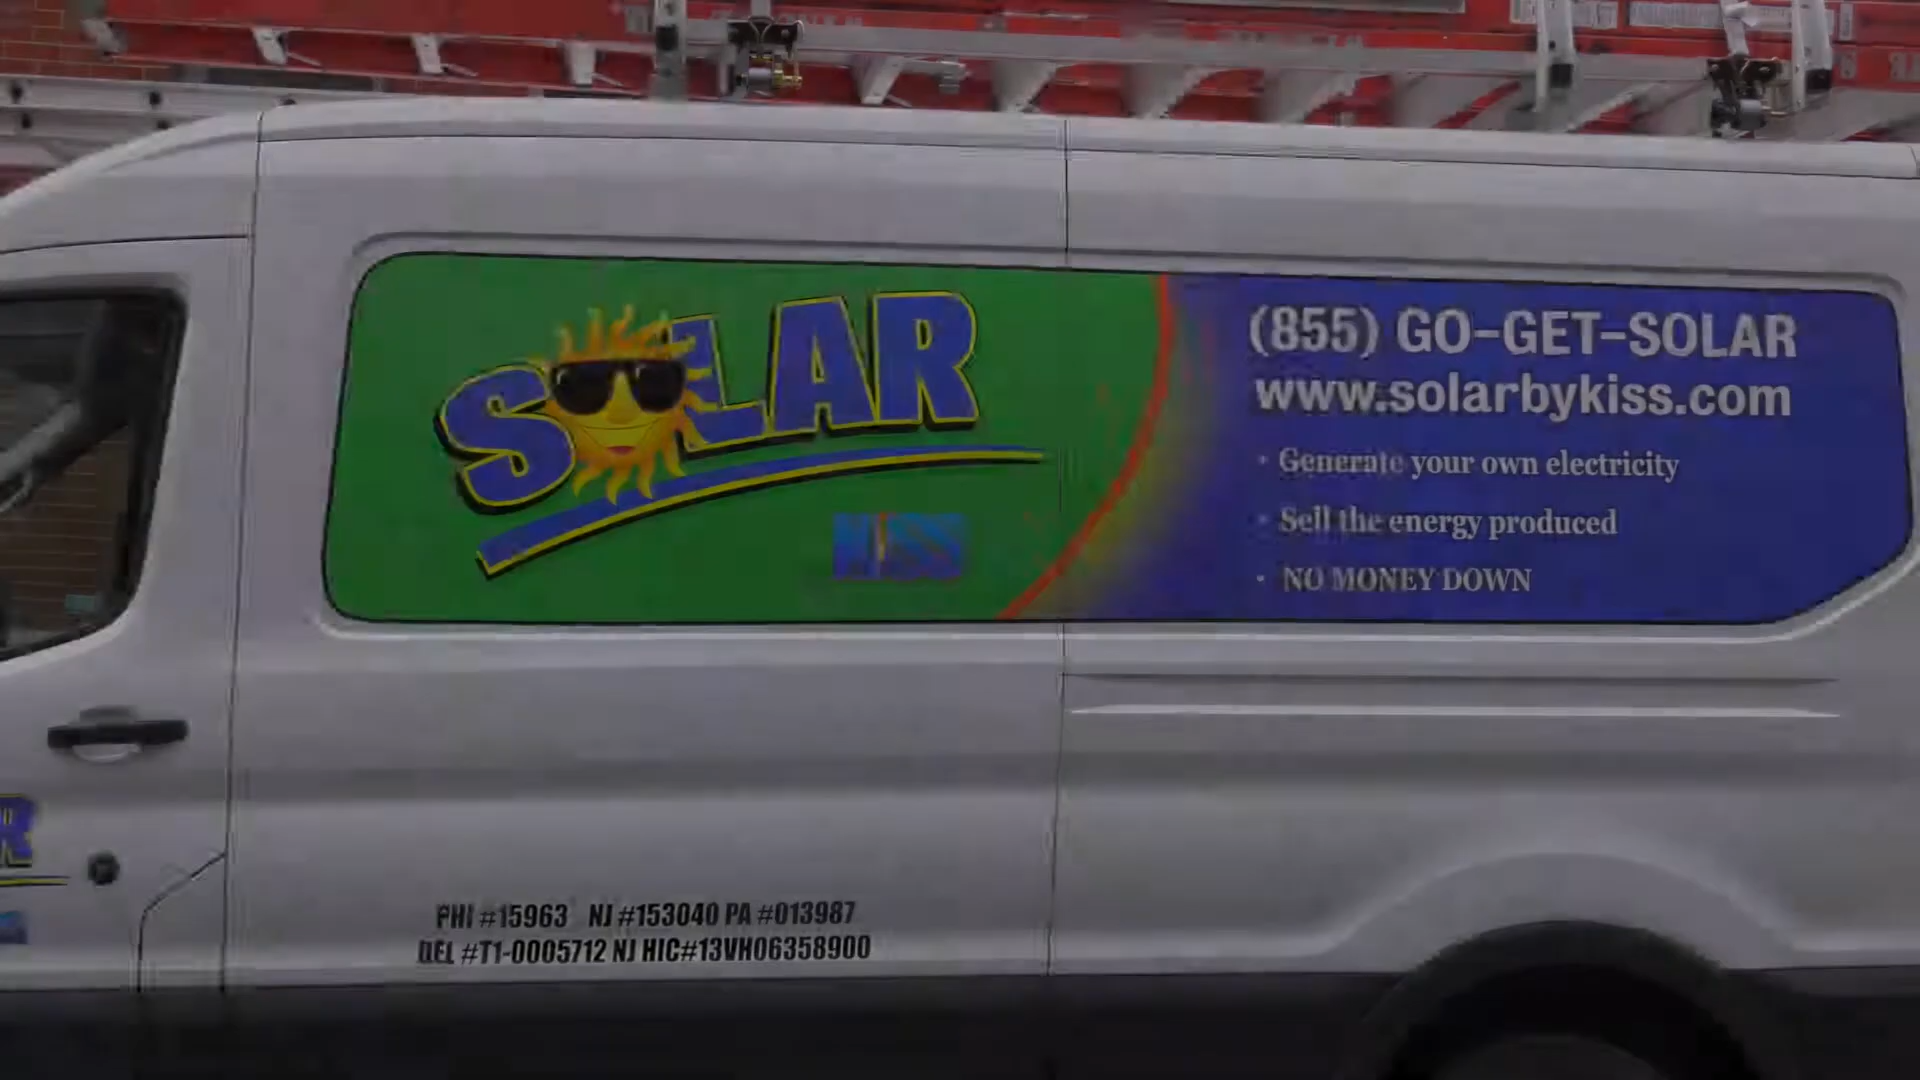 SOLAR
KISS
(855) GO-GET-SOLAR
www.solarbykiss.com
· Generate your own electricity
· Sell the energy produced
· NO MONEY DOWN
R
PHI #15963 NJ #153040 PA #013987
DEL #T1-0005712 NJ HIC#13VH06358900